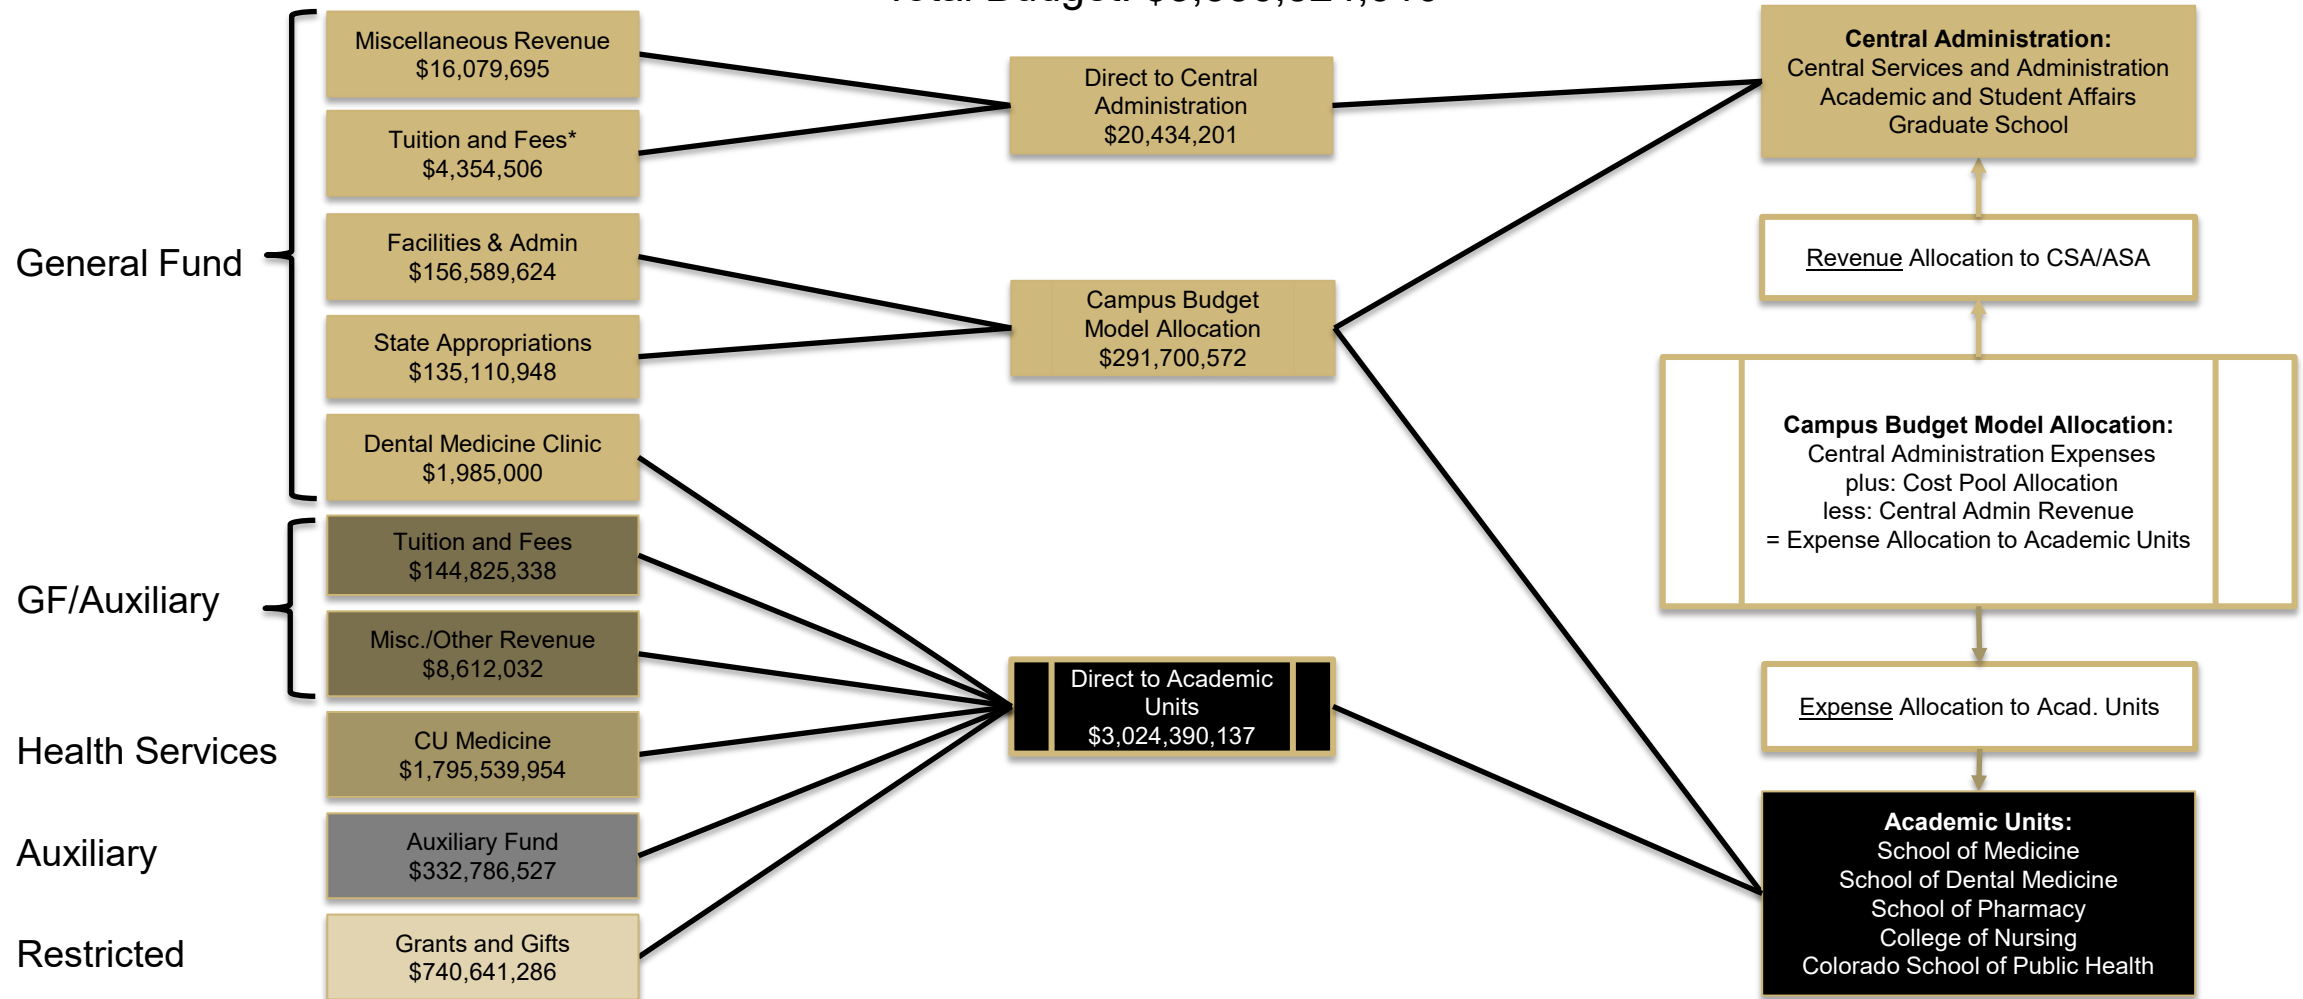 Total Budget:
Miscellaneous Revenue
$16,079,695
Tuition and Fees*
$4,354,506
Facilities & Admin
$156,589,624
State Appropriations
$135,110,948
Dental Medicine Clinic
$1,985,000
Tuition and Fees
$144,825,338
Misc./Other Revenue
$8,612,032
CU Medicine
$1,795,539,954
Auxiliary Fund
$332,786,527
Grants and Gifts
$740,641,286
General Fund
GF/Auxiliary
Health Services
Auxiliary
Restricted
Direct to Central
Administration
$20,434,201
Campus Budget
Model Allocation
$291,700,572
Direct to Academic
Units
$3,024,390,137
Central Administration:
Central Services and Administration
Academic and Student Affairs
Graduate School
Revenue Allocation to CSA/ASA
Campus Budget Model Allocation:
Central Administration Expenses
plus: Cost Pool Allocation
less: Central Admin Revenue
= Expense Allocation to Academic Units
Expense Allocation to Acad. Units
Academic Units:
School of Medicine
School of Dental Medicine
School of Pharmacy
College of Nursing
Colorado School of Public Health